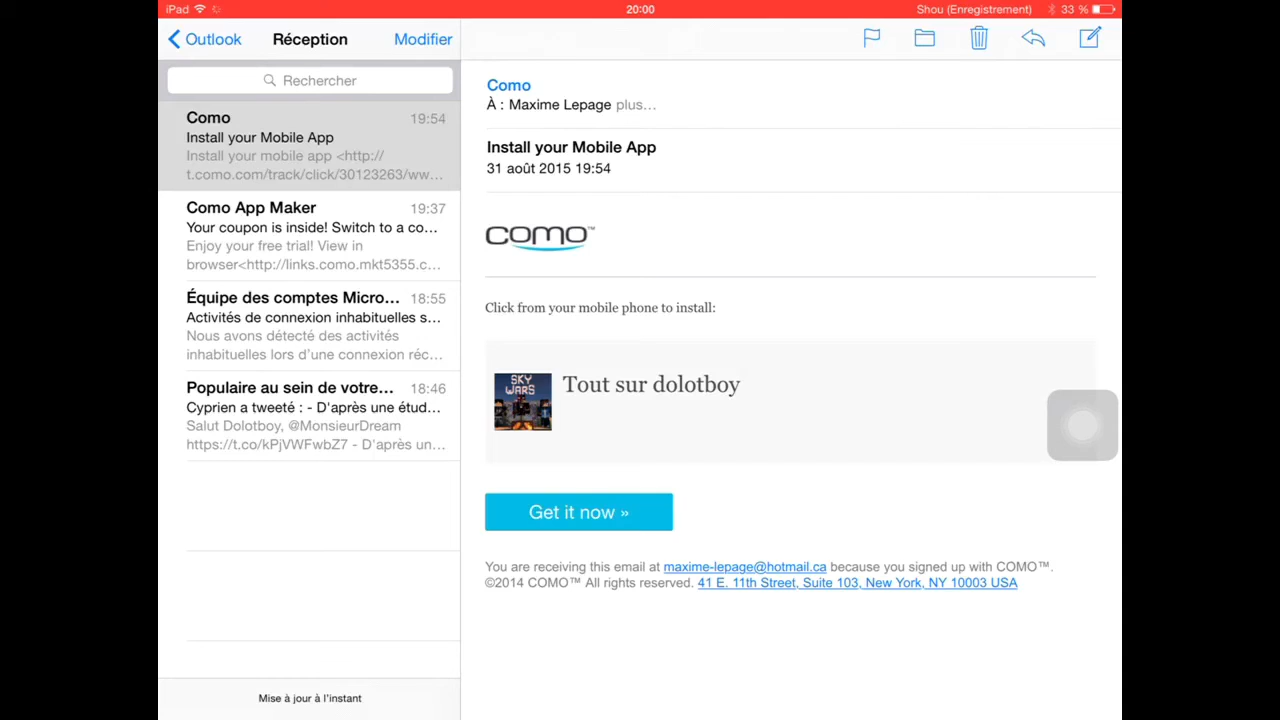 iPad
20:00
Shou (Enregistrement)
33 %
Outlook
Réception
Modifier
Rechercher
Como
19:54
Install your Mobile App
Install your mobile app <http://
t.como.com/track/click/30123263/ww…
Como App Maker
19:37
Your coupon is inside! Switch to a co…
Enjoy your free trial! View in
browser<http://links.como.mkt5355.c…
Équipe des comptes Micro…
18:55
Activités de connexion inhabituelles s…
Nous avons détecté des activités
inhabituelles lors d'une connexion réc…
Populaire au sein de votre…
18:46
Cyprien a tweeté : - D'après une étud…
Salut Dolotboy, @MonsieurDream
https://t.co/kPjVWFwbZ7 - D'après un…
Mise à jour à l'instant
Como
À : Maxime Lepage plus…
Install your Mobile App
31 août 2015 19:54
como™
Click from your mobile phone to install:
SKY
WARS
Tout sur dolotboy
Get it now »
You are receiving this email at maxime-lepage@hotmail.ca because you signed up with COMO™.
©2014 COMO™ All rights reserved. 41 E. 11th Street, Suite 103, New York, NY 10003 USA